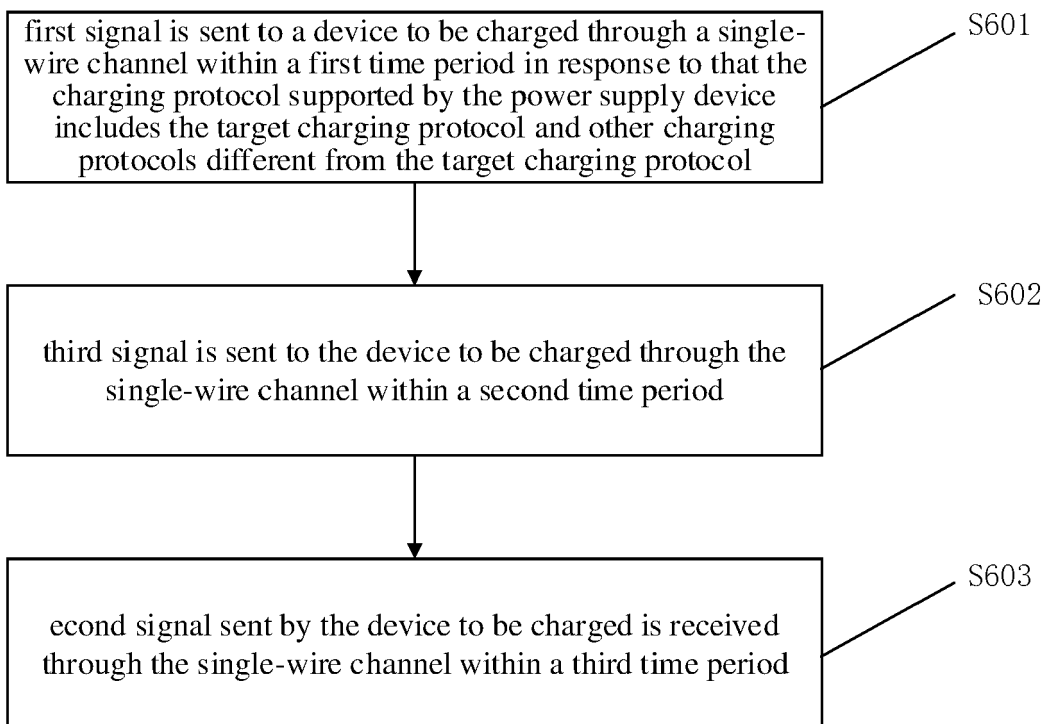 first signal is sent to a device to be charged through a single-
wire channel within a first time period in response to that the
charging protocol supported by the power supply device
includes the target charging protocol and other charging
protocols different from the target charging protocol
S601
third signal is sent to the device to be charged through the
single-wire channel within a second time period
S602
econd signal sent by the device to be charged is received
through the single-wire channel within a third time period
S603